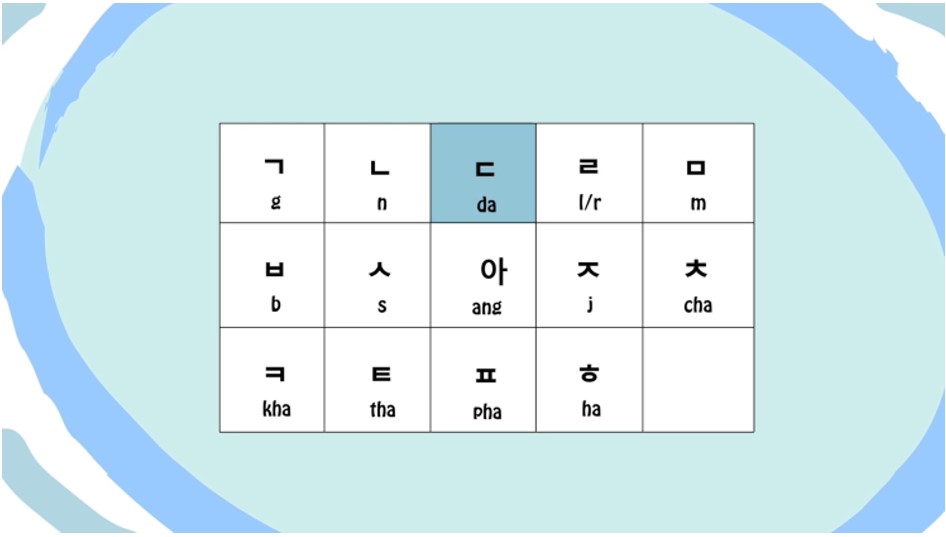 ㄱ ㄴ ㄷ ㄹ ㅁ
g n da l/r m
ㅂ ㅅ 아 ㅈ ㅊ
b s ang j cha
ㅋ ㅌ ㅍ ㅎ
kha tha pha ha